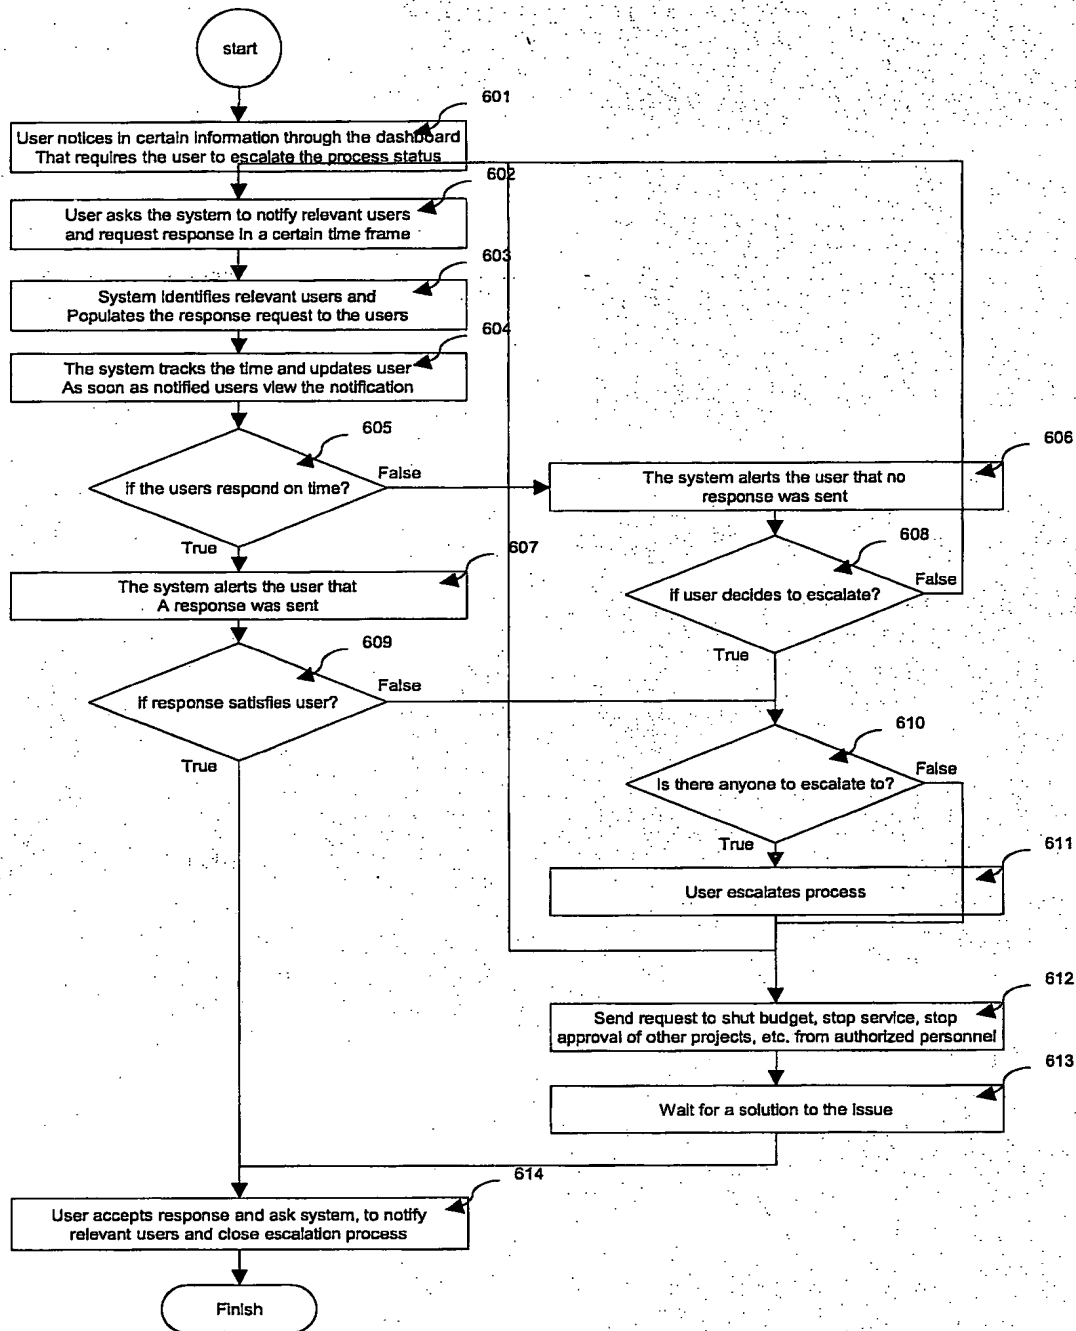 start
601
User notices in certain information through the dashboard
That requires the user to escalate the process status
602
User asks the system to notify relevant users
and request response in a certain time frame
603
System identifies relevant users and
Populates the response request to the users
604
The system tracks the time and updates user
As soon as notified users view the notification
605
if the users respond on time?
False
True
606
The system alerts the user that no
response was sent
607
The system alerts the user that
A response was sent
608
if user decides to escalate?
False
True
609
If response satisfies user?
False
True
610
Is there anyone to escalate to?
False
True
611
User escalates process
612
Send request to shut budget, stop service, stop
approval of other projects, etc. from authorized personnel
613
Wait for a solution to the issue
614
User accepts response and ask system, to notify
relevant users and close escalation process
Finish